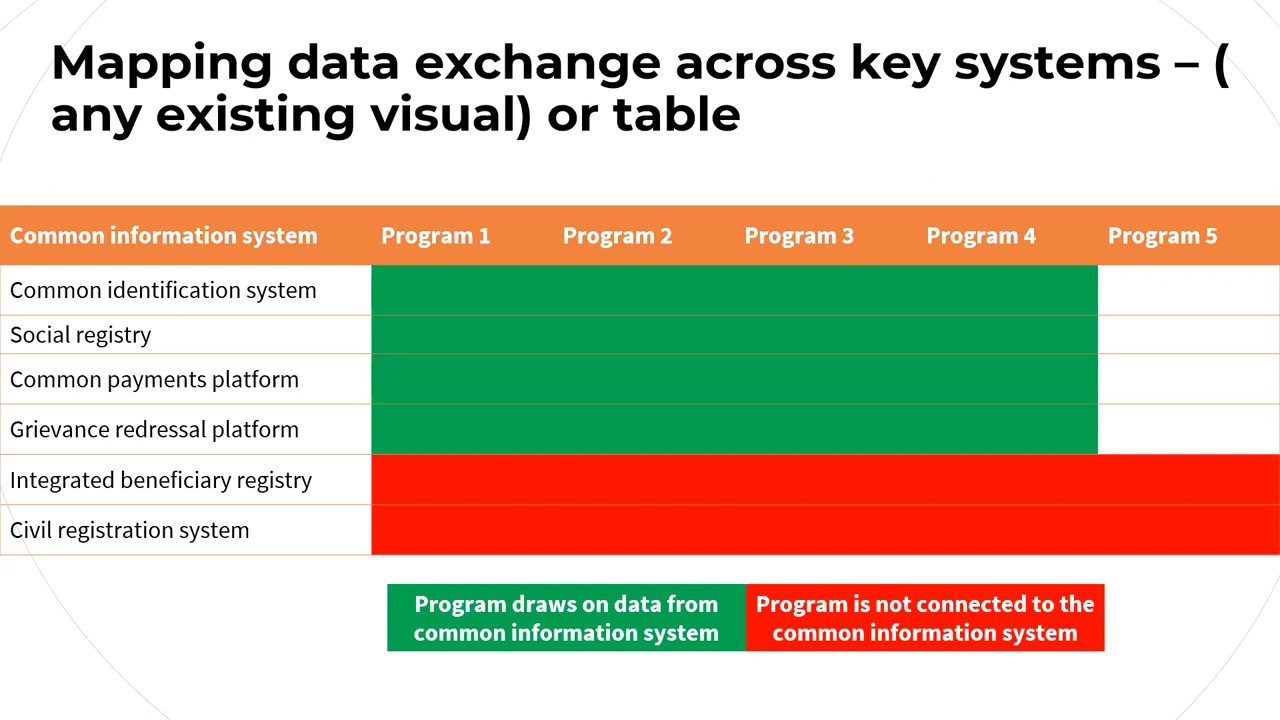 Mapping data exchange across key systems – (
any existing visual) or table
Common information system Program 1 Program 2 Program 3 Program 4 Program 5
Common identification system
Social registry
Common payments platform
Grievance redressal platform
Integrated beneficiary registry
Civil registration system
Program draws on data from
common information system
Program is not connected to the
common information system